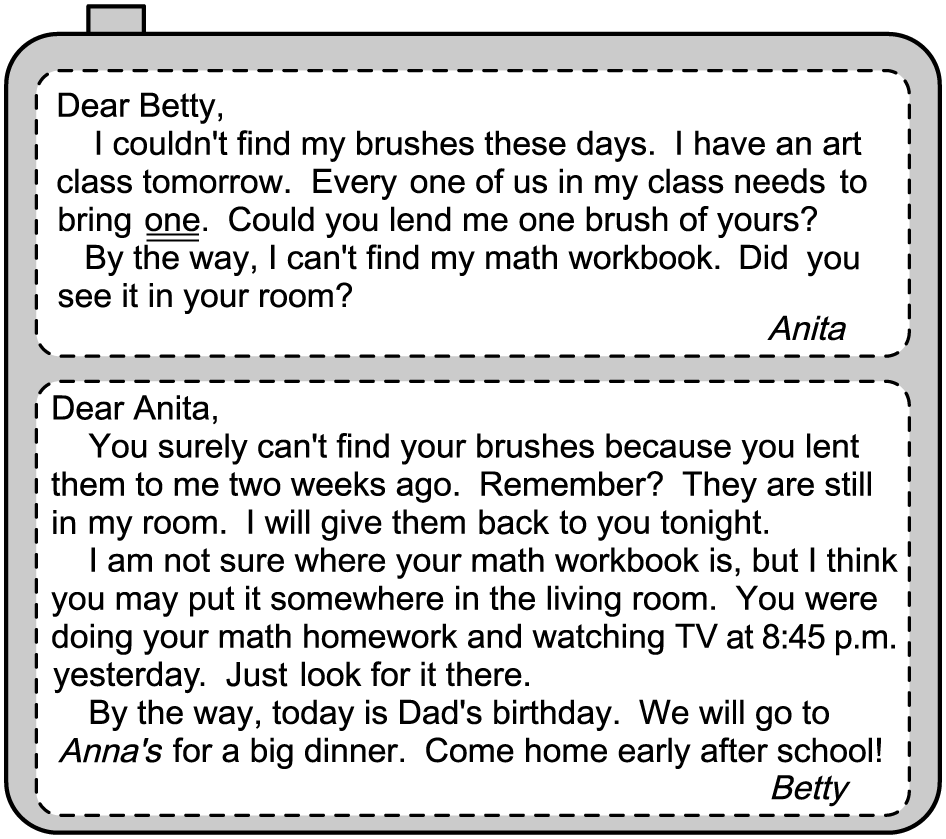 Dear Betty,
I couldn't find my brushes these days. I have an art
class tomorrow. Every one of us in my class needs to
bring one. Could you lend me one brush of yours?
By the way, I can't find my math workbook. Did you
see it in your room?
Anita
Dear Anita,
You surely can't find your brushes because you lent
them to me two weeks ago. Remember? They are still
in my room. I will give them back to you tonight.
I am not sure where your math workbook is, but I think
you may put it somewhere in the living room. You were
doing your math homework and watching TV at 8:45 p.m.
yesterday. Just look for it there.
By the way, today is Dad's birthday. We will go to
Anna's for a big dinner. Come home early after school!
Betty